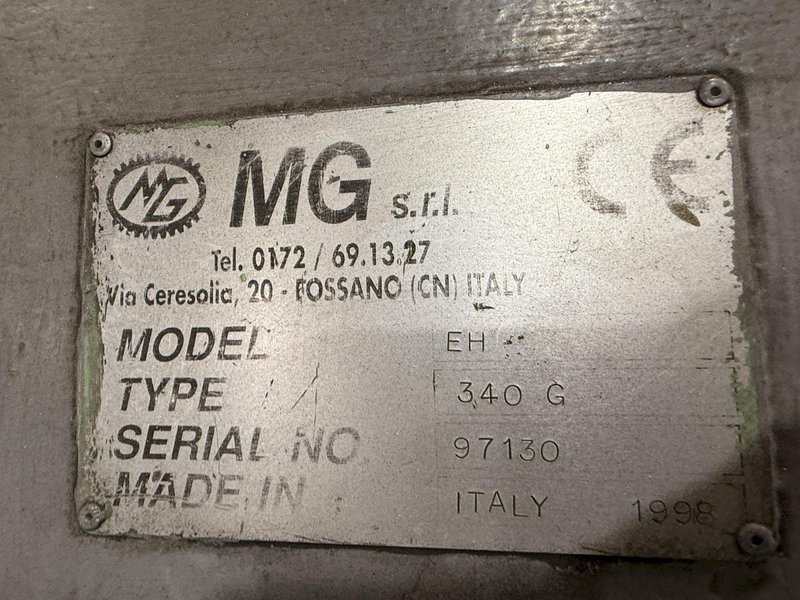 MG MG s.r.l. CE
Tel. 0172 / 69.13.27
Via Ceresolia, 20 - FOSSANO (CN) ITALY
MODEL EH
TYPE 340 G
SERIAL NO 97130
MADE IN ITALY 1998